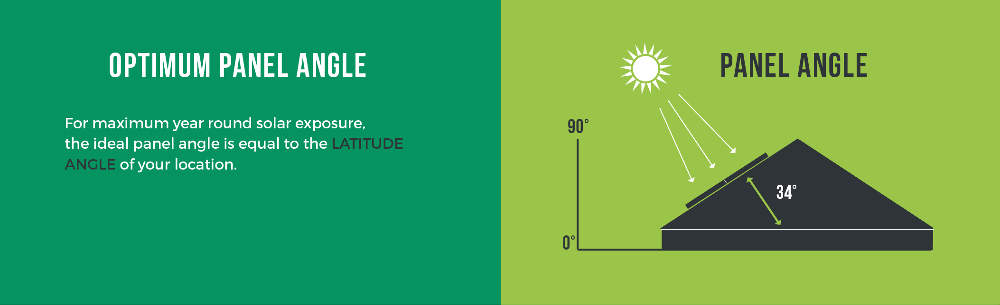 OPTIMUM PANEL ANGLE
For maximum year round solar exposure,
the ideal panel angle is equal to the LATITUDE
ANGLE of your location.
PANEL ANGLE
90°
34°
0°